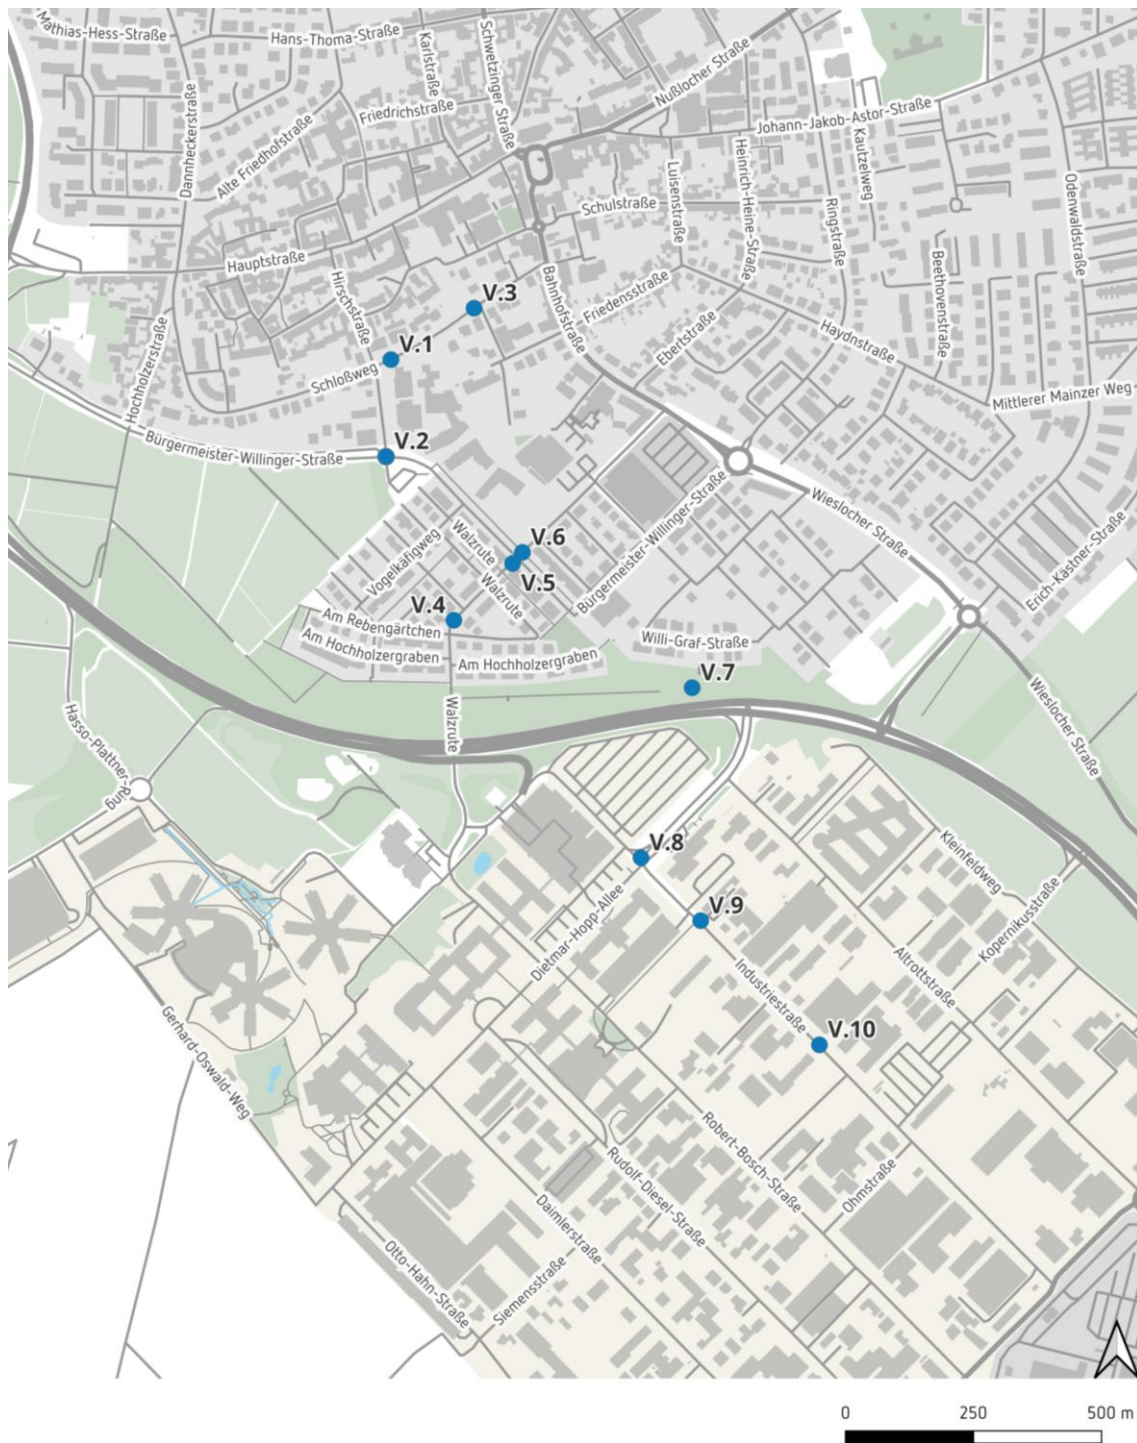 Mathias-Hess-Straße
Hans-Thoma-Straße
Karlstraße
Schwetzinger Straße
Nußlocher Straße
Friedrichstraße
Johann-Jakob-Astor-Straße
Dannheckerstraße
Alte Friedhofstraße
Luisenstraße
Heinrich-Heine-Straße
Kautzelweg
Ringstraße
Odenwaldstraße
Schulstraße
Hauptstraße
Hirschstraße
Bahnhofstraße
Friedensstraße
Beethovenstraße
V.3
Ebertstraße
Haydnstraße
V.1
Schloßweg
Hochholzerstraße
Mittlerer Mainzer Weg
V.2
Bürgermeister-Willinger-Straße
Wieslocher Straße
Walzrute
V.6
Vogelkäfigweg
V.5
Walzrute
Bürgermeister-Willinger-Straße
Erich-Kästner-Straße
V.4
Am Rebengärtchen
Willi-Graf-Straße
Am Hochholzergraben
Am Hochholzergraben
V.7
Wieslocher Straße
Walzrute
Hasso-Plattner-Ring
V.8
Kleinfeldweg
V.9
Dietmar-Hopp-Allee
Kopernikusstraße
Altrottstraße
Industriestraße
V.10
Gerhard-Oswald-Weg
Robert-Bosch-Straße
Rudolf-Diesel-Straße
Ohmstraße
Daimlerstraße
Otto-Hahn-Straße
Siemensstraße
0 250 500 m